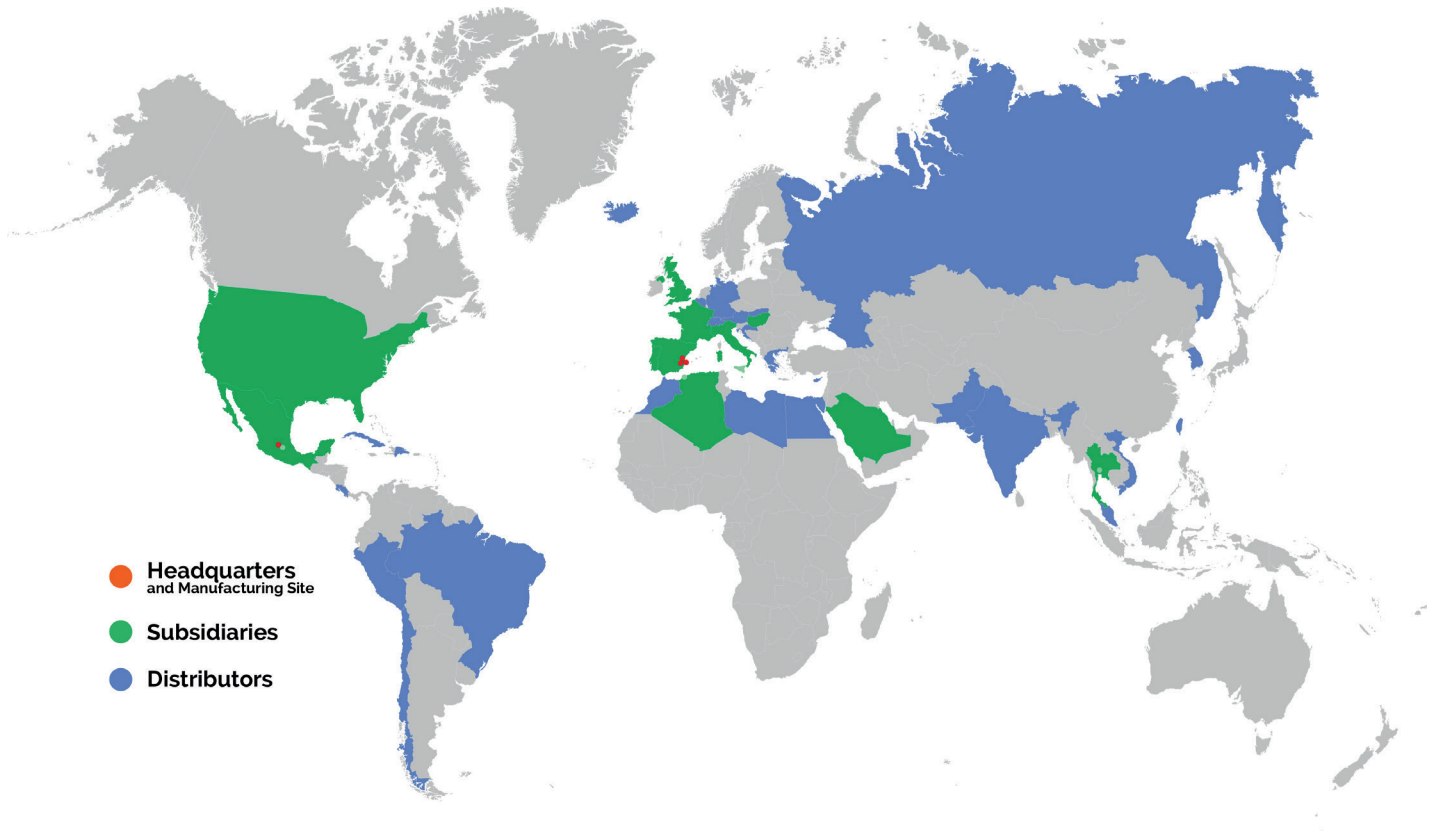 Headquarters
and Manufacturing Site
Subsidiaries
Distributors